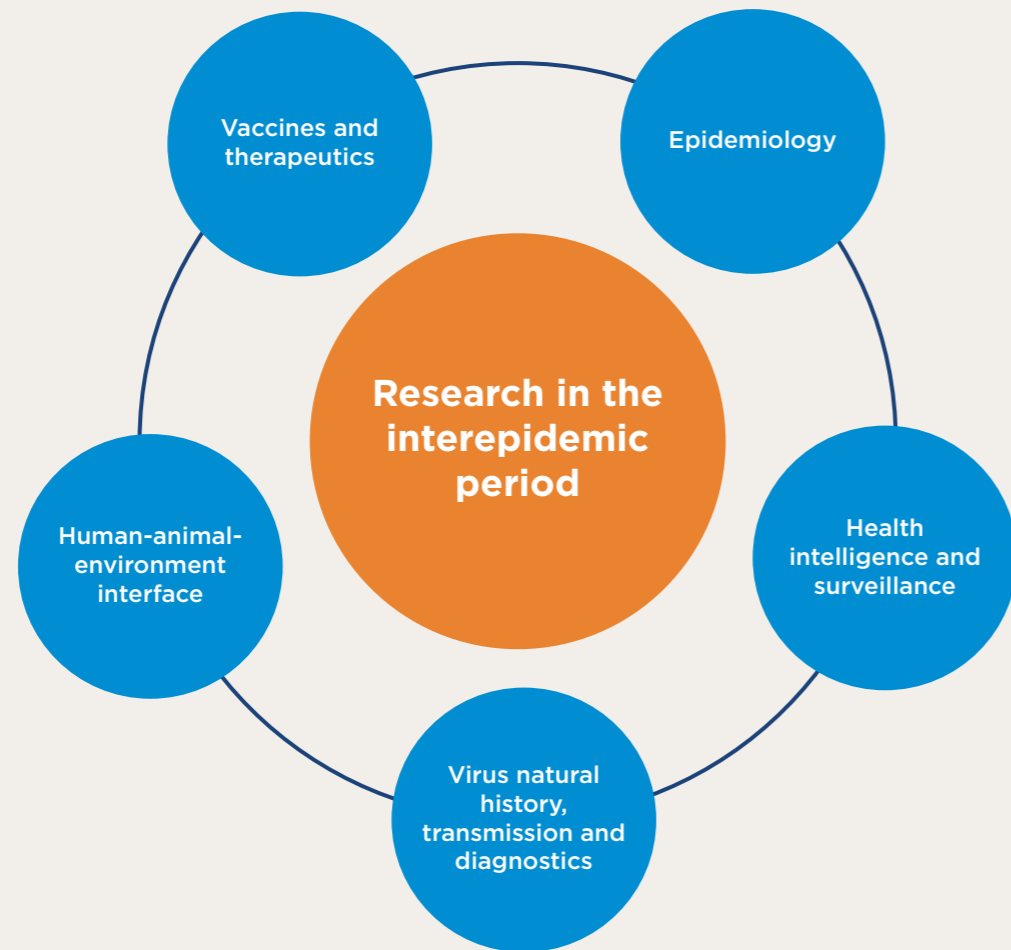 Vaccines and
therapeutics
Epidemiology
Research in the
interepidemic
period
Human-animal-
environment
interface
Health
intelligence and
surveillance
Virus natural
history,
transmission and
diagnostics